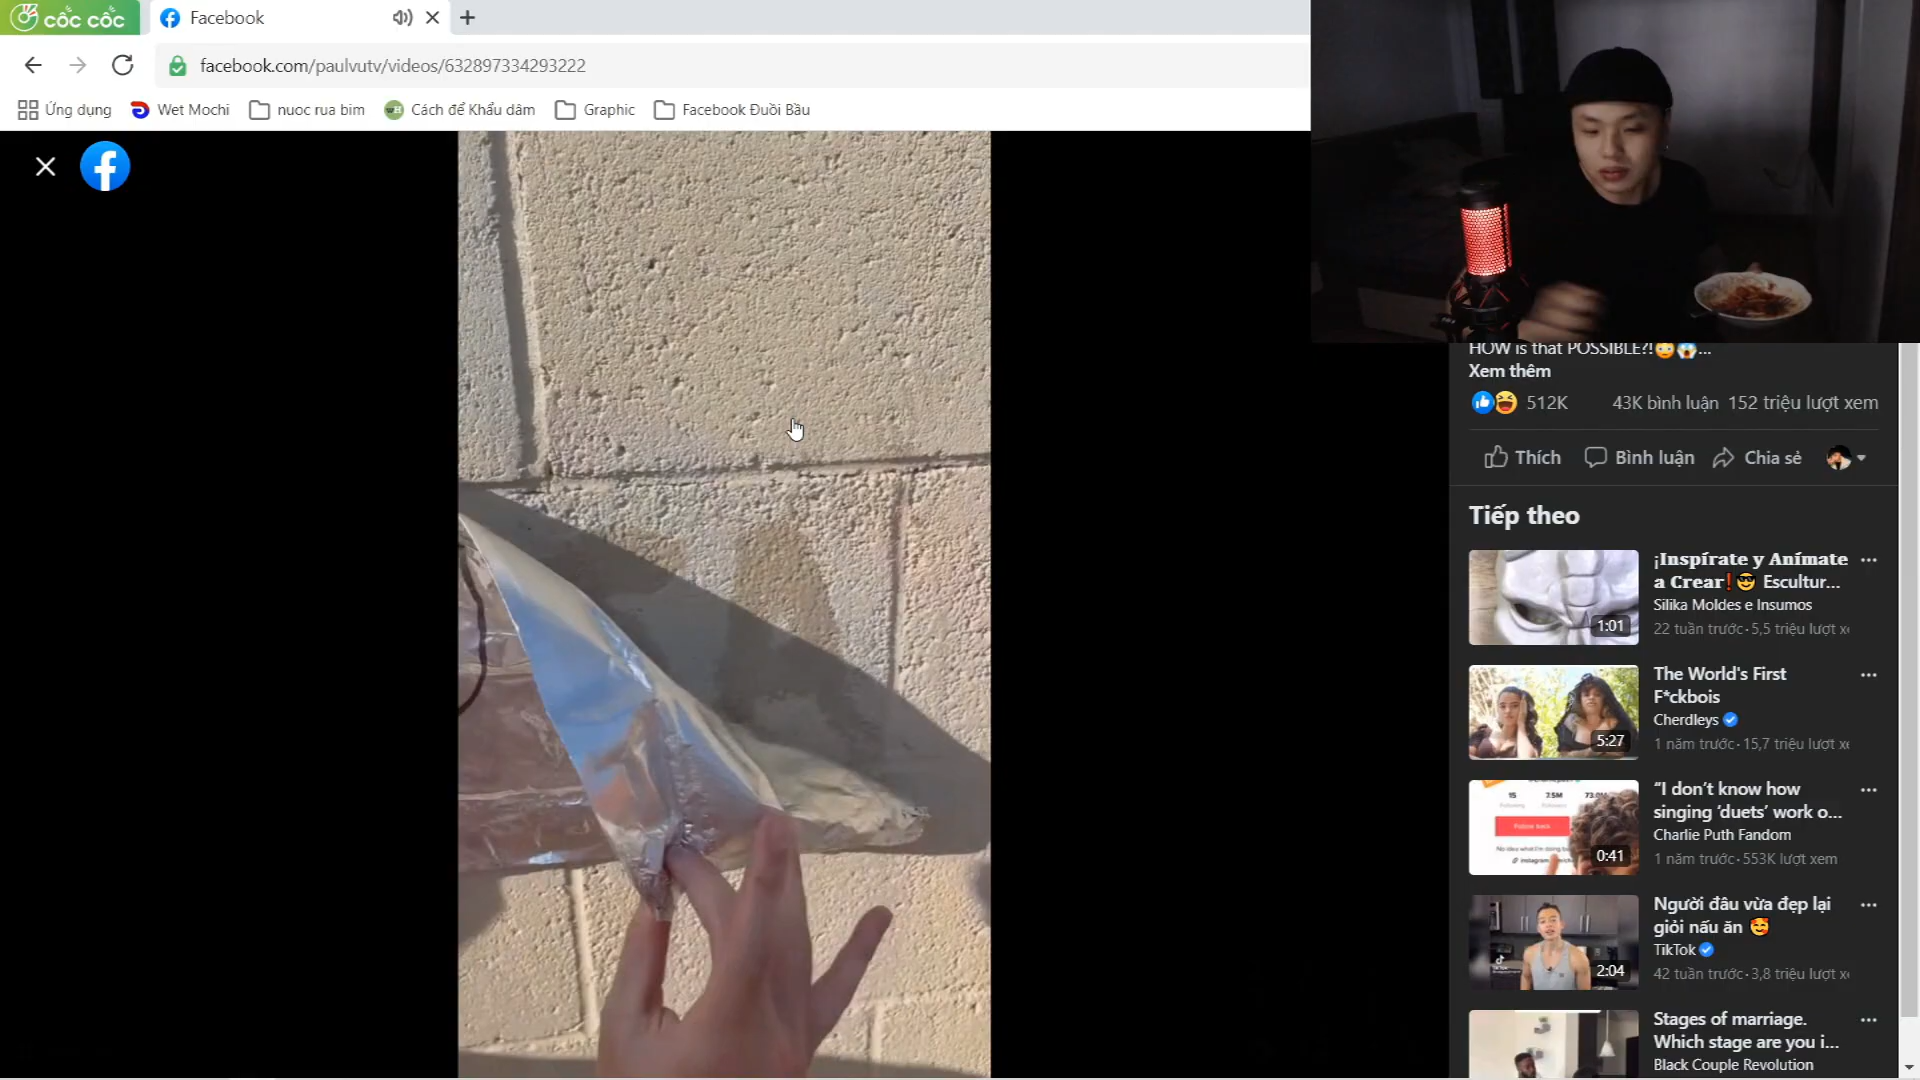 cốc cốc
Facebook
facebook.com/paulvutv/videos/632897334293222
Ứng dụng
Wet Mochi
nuoc rua bim
Cách để Khẩu dâm
Graphic
Facebook Đuồi Bầu
HOW is that POSSIBLE?!😳😱...
Xem thêm
512K
43K bình luận
152 triệu lượt xem
Thích
Bình luận
Chia sẻ
Tiếp theo
1:01
¡Inspírate y Anímate
a Crear❗😎 Escultur...
Silika Moldes e Insumos
22 tuần trước · 5,5 triệu lượt
5:27
The World's First
F*ckbois
Cherdleys
1 năm trước · 15,7 triệu lượt
15
7.5M
Follow back
0:41
“I don’t know how
singing ‘duets’ work o...
Charlie Puth Fandom
1 năm trước · 553K lượt xem
2:04
Người đâu vừa đẹp lại
giỏi nấu ăn 🥰
TikTok
42 tuần trước · 3,8 triệu lượt
Stages of marriage.
Which stage are you i...
Black Couple Revolution